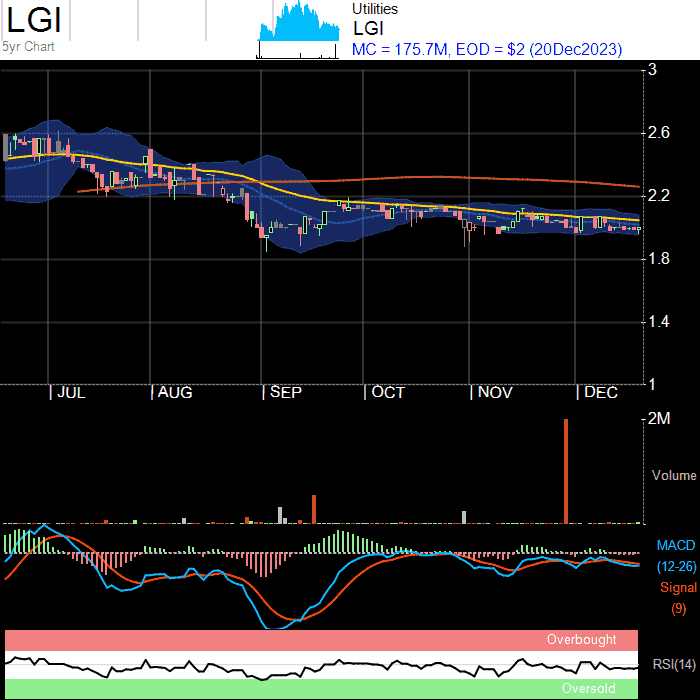 LGI
5yr Chart
Utilities
LGI
MC = 175.7M, EOD = $2 (20Dec2023)
3
2.6
2.2
1.8
1.4
1
| JUL | AUG | SEP | OCT | NOV | DEC
2M
Volume
MACD
(12-26)
Signal
(9)
Overbought
RSI(14)
Oversold